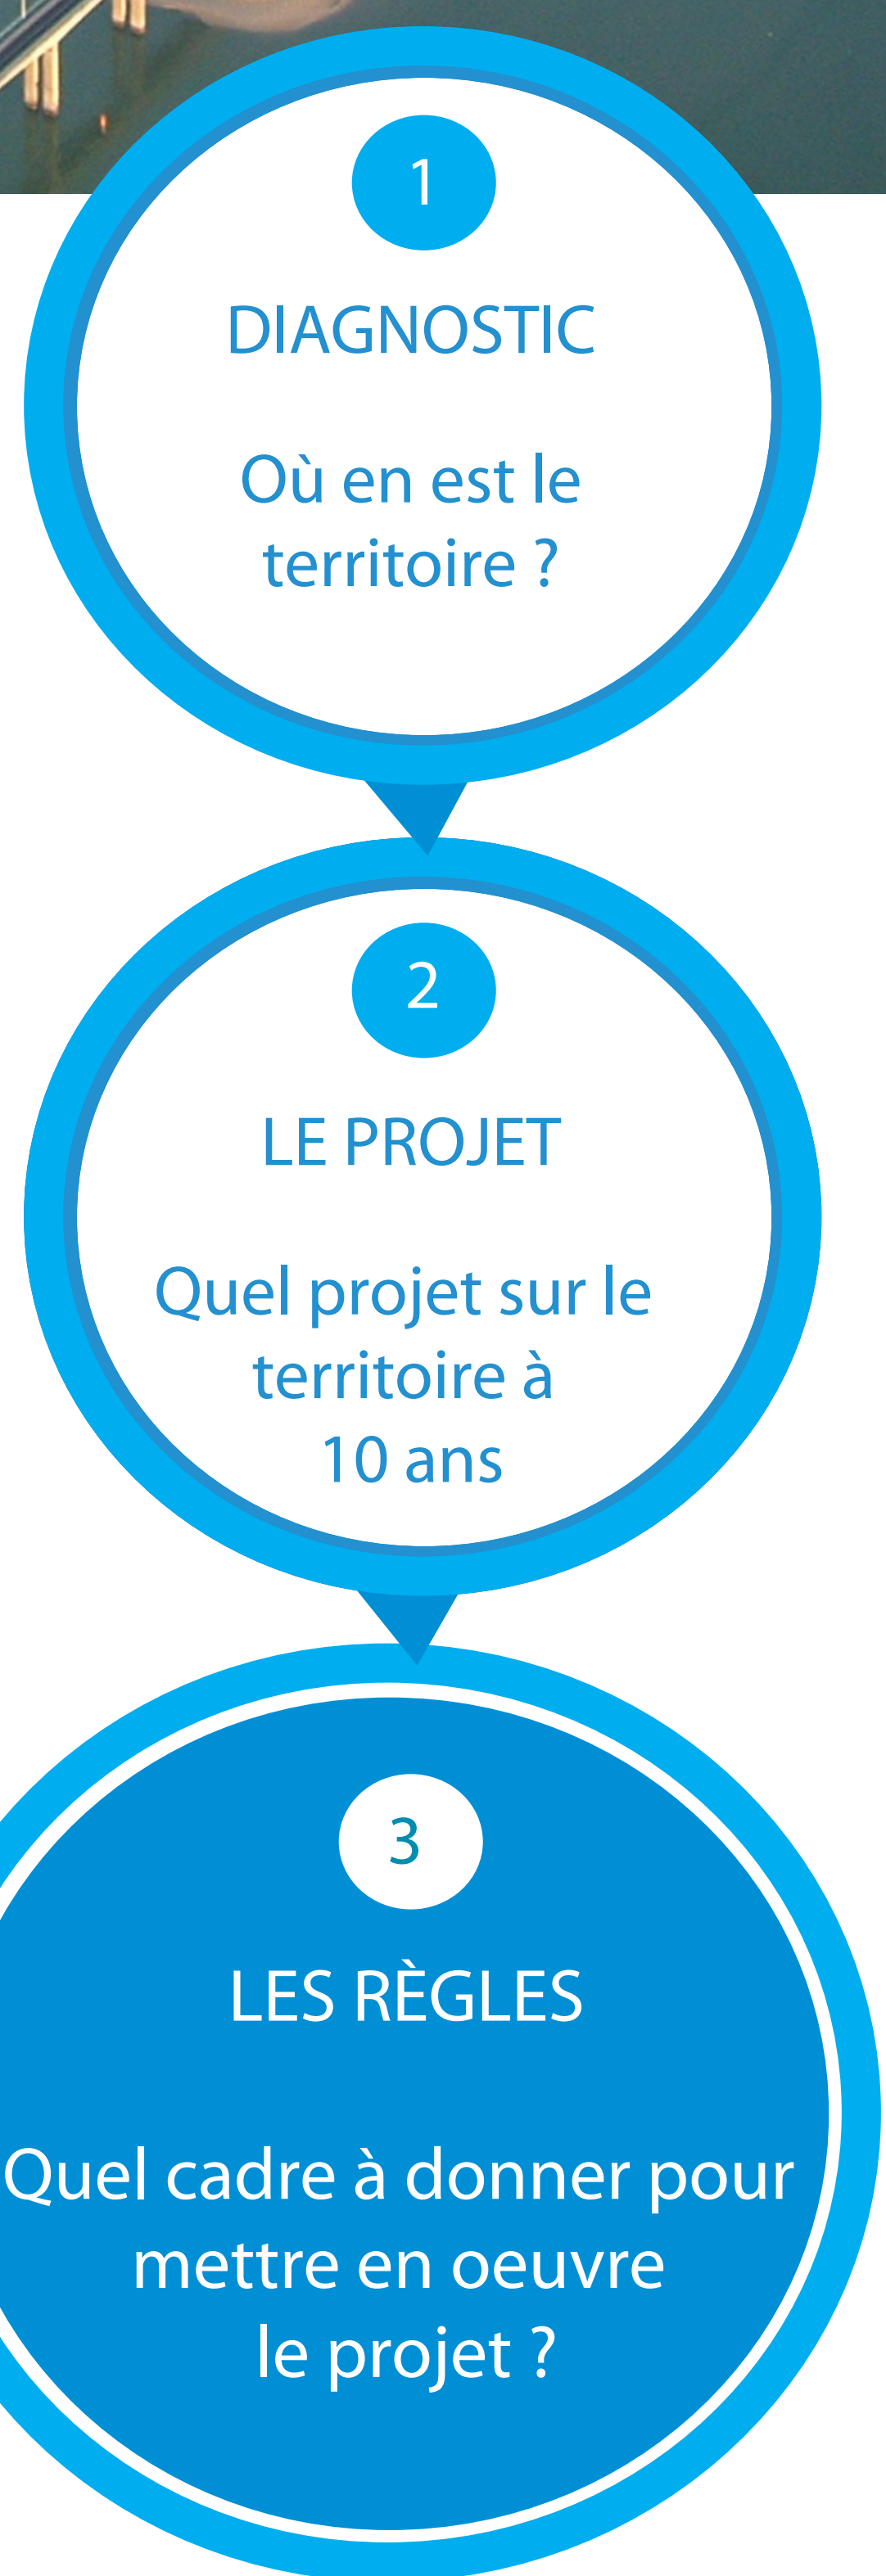 1
DIAGNOSTIC
Où en est le
territoire ?
2
LE PROJET
Quel projet sur le
territoire à
10 ans
3
LES RÈGLES
Quel cadre à donner pour
mettre en oeuvre
le projet ?